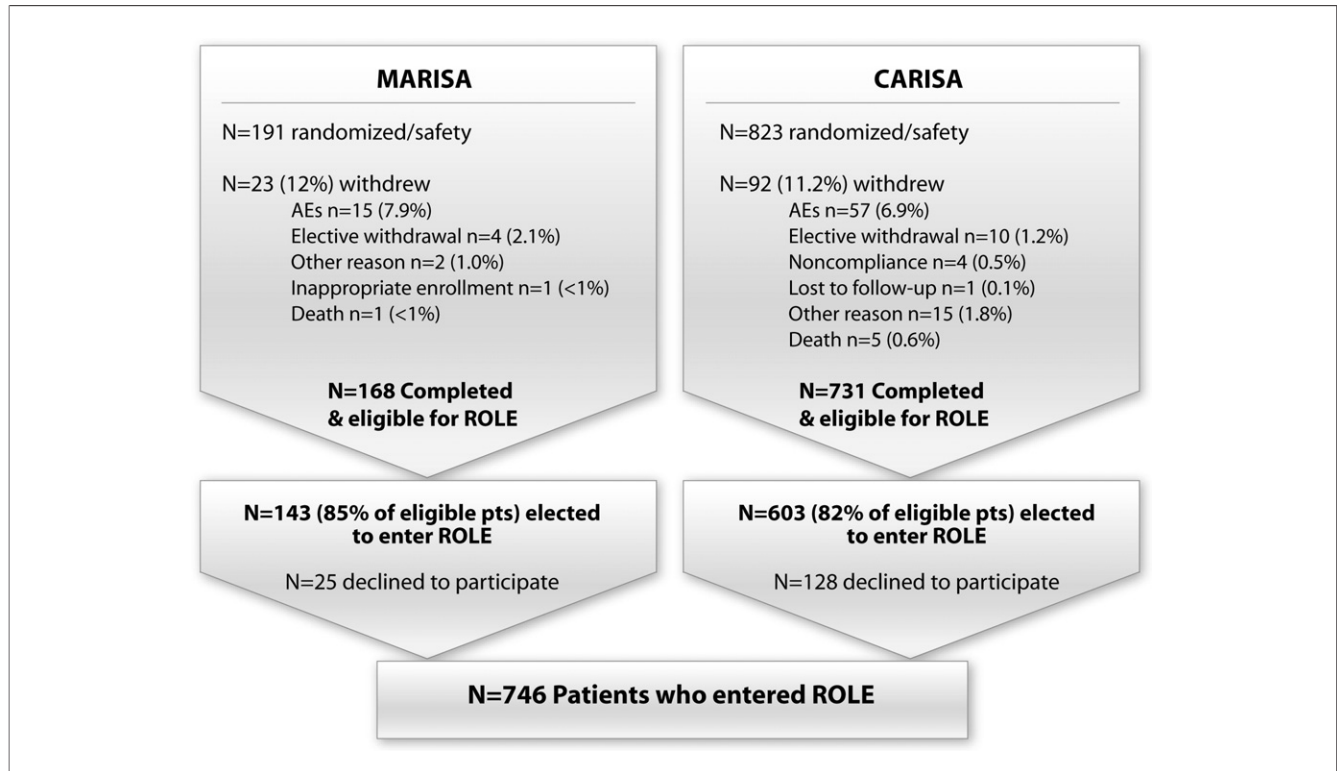 MARISA
N=191 randomized/safety
N=23 (12%) withdrew
AEs n=15 (7.9%)
Elective withdrawal n=4 (2.1%)
Other reason n=2 (1.0%)
Inappropriate enrollment n=1 (<1%)
Death n=1 (<1%)
N=168 Completed
& eligible for ROLE
N=143 (85% of eligible pts) elected
to enter ROLE
N=25 declined to participate
CARISA
N=823 randomized/safety
N=92 (11.2%) withdrew
AEs n=57 (6.9%)
Elective withdrawal n=10 (1.2%)
Noncompliance n=4 (0.5%)
Lost to follow-up n=1 (0.1%)
Other reason n=15 (1.8%)
Death n=5 (0.6%)
N=731 Completed
& eligible for ROLE
N=603 (82% of eligible pts) elected
to enter ROLE
N=128 declined to participate
N=746 Patients who entered ROLE